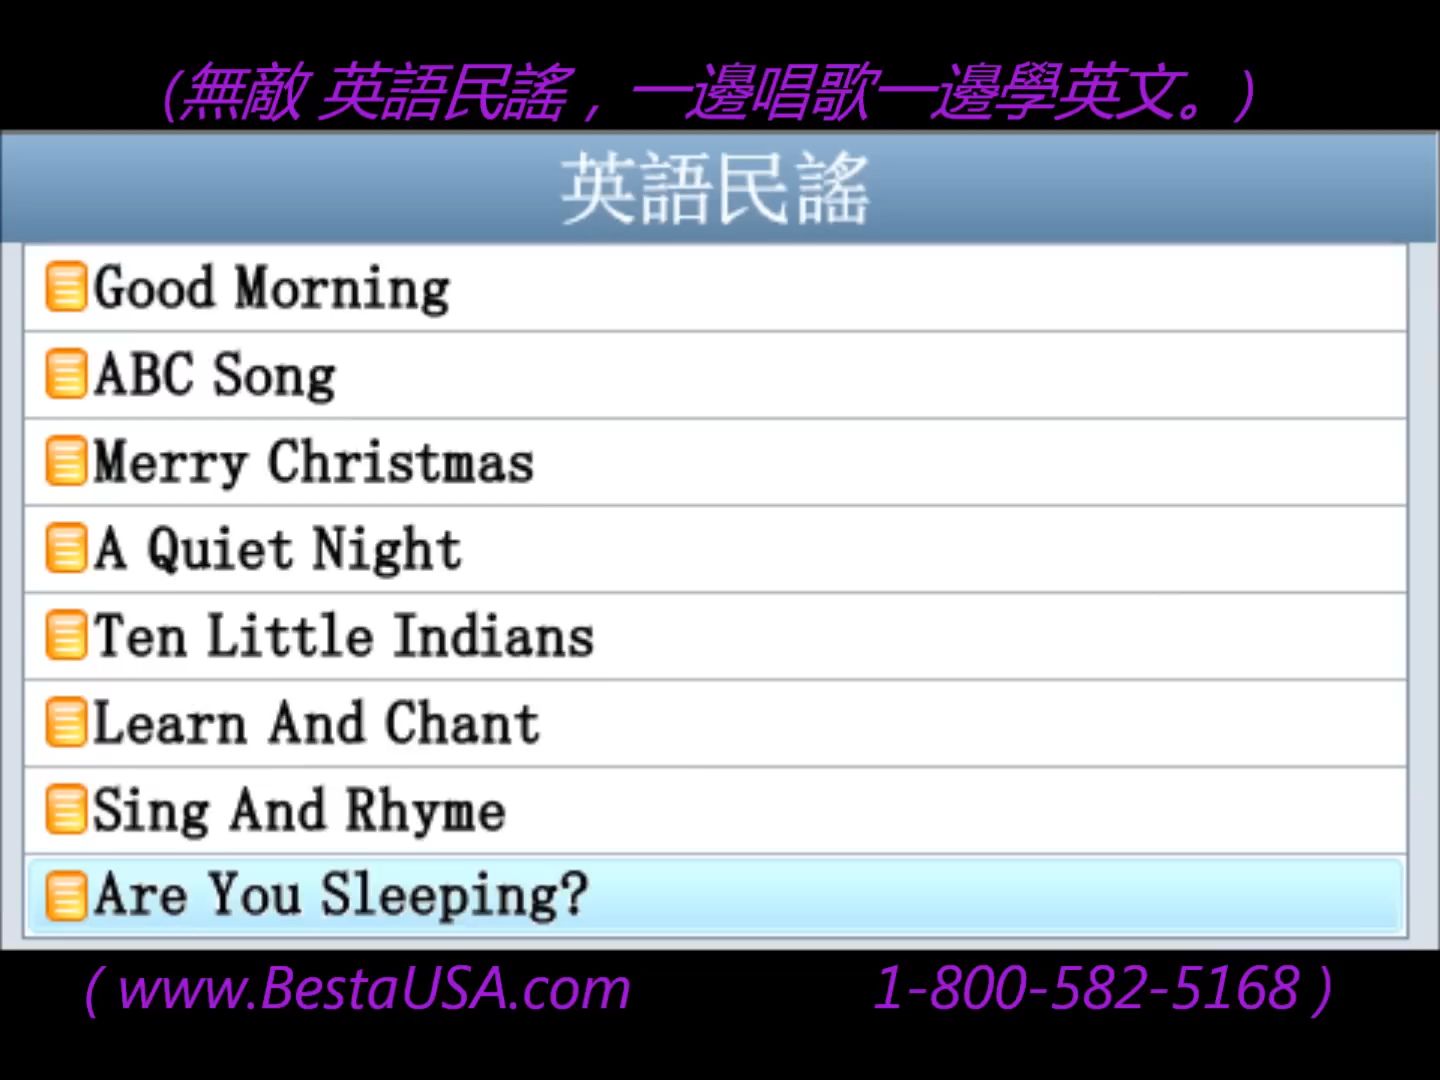 (無敵 英語民謠，一邊唱歌一邊學英文。)
英語民謠
Good Morning
ABC Song
Merry Christmas
A Quiet Night
Ten Little Indians
Learn And Chant
Sing And Rhyme
Are You Sleeping?
( www.BestaUSA.com 1-800-582-5168 )